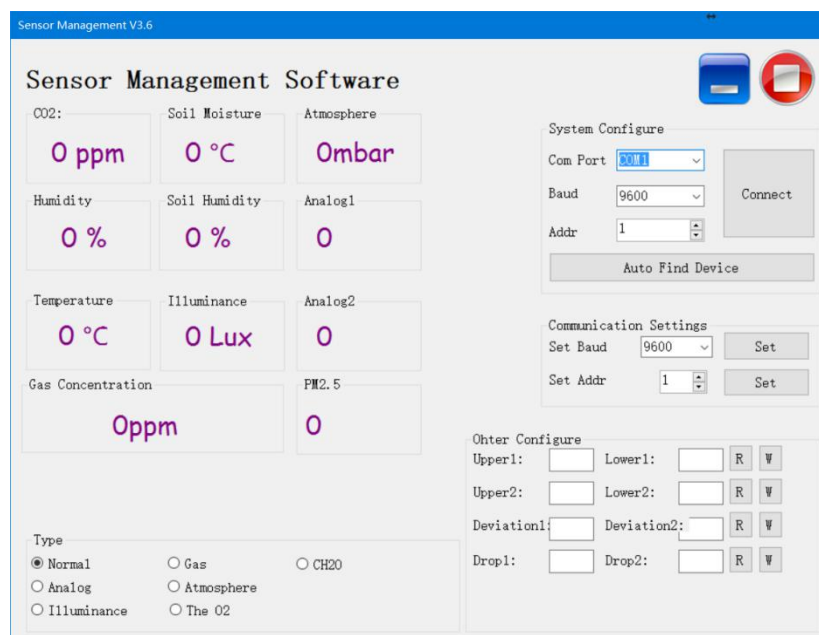 Sensor Management V3.6
Sensor Management Software
CO2: Soil Moisture Atmosphere
0 ppm 0 °C 0mbar
Humidity Soil Humidity Analog1
0 % 0 % 0
Temperature Illuminance Analog2
0 °C 0 Lux 0
Gas Concentration PM2.5
0ppm 0
Type
Normal Gas CH20
Analog Atmosphere
Illuminance The O2
System Configure
Com Port COM1
Baud 9600 Connect
Addr 1
Auto Find Device
Communication Settings
Set Baud 9600 Set
Set Addr 1 Set
Ohter Configure
Upper1: Lower1: R W
Upper2: Lower2: R W
Deviation1: Deviation2: R W
Drop1: Drop2: R W